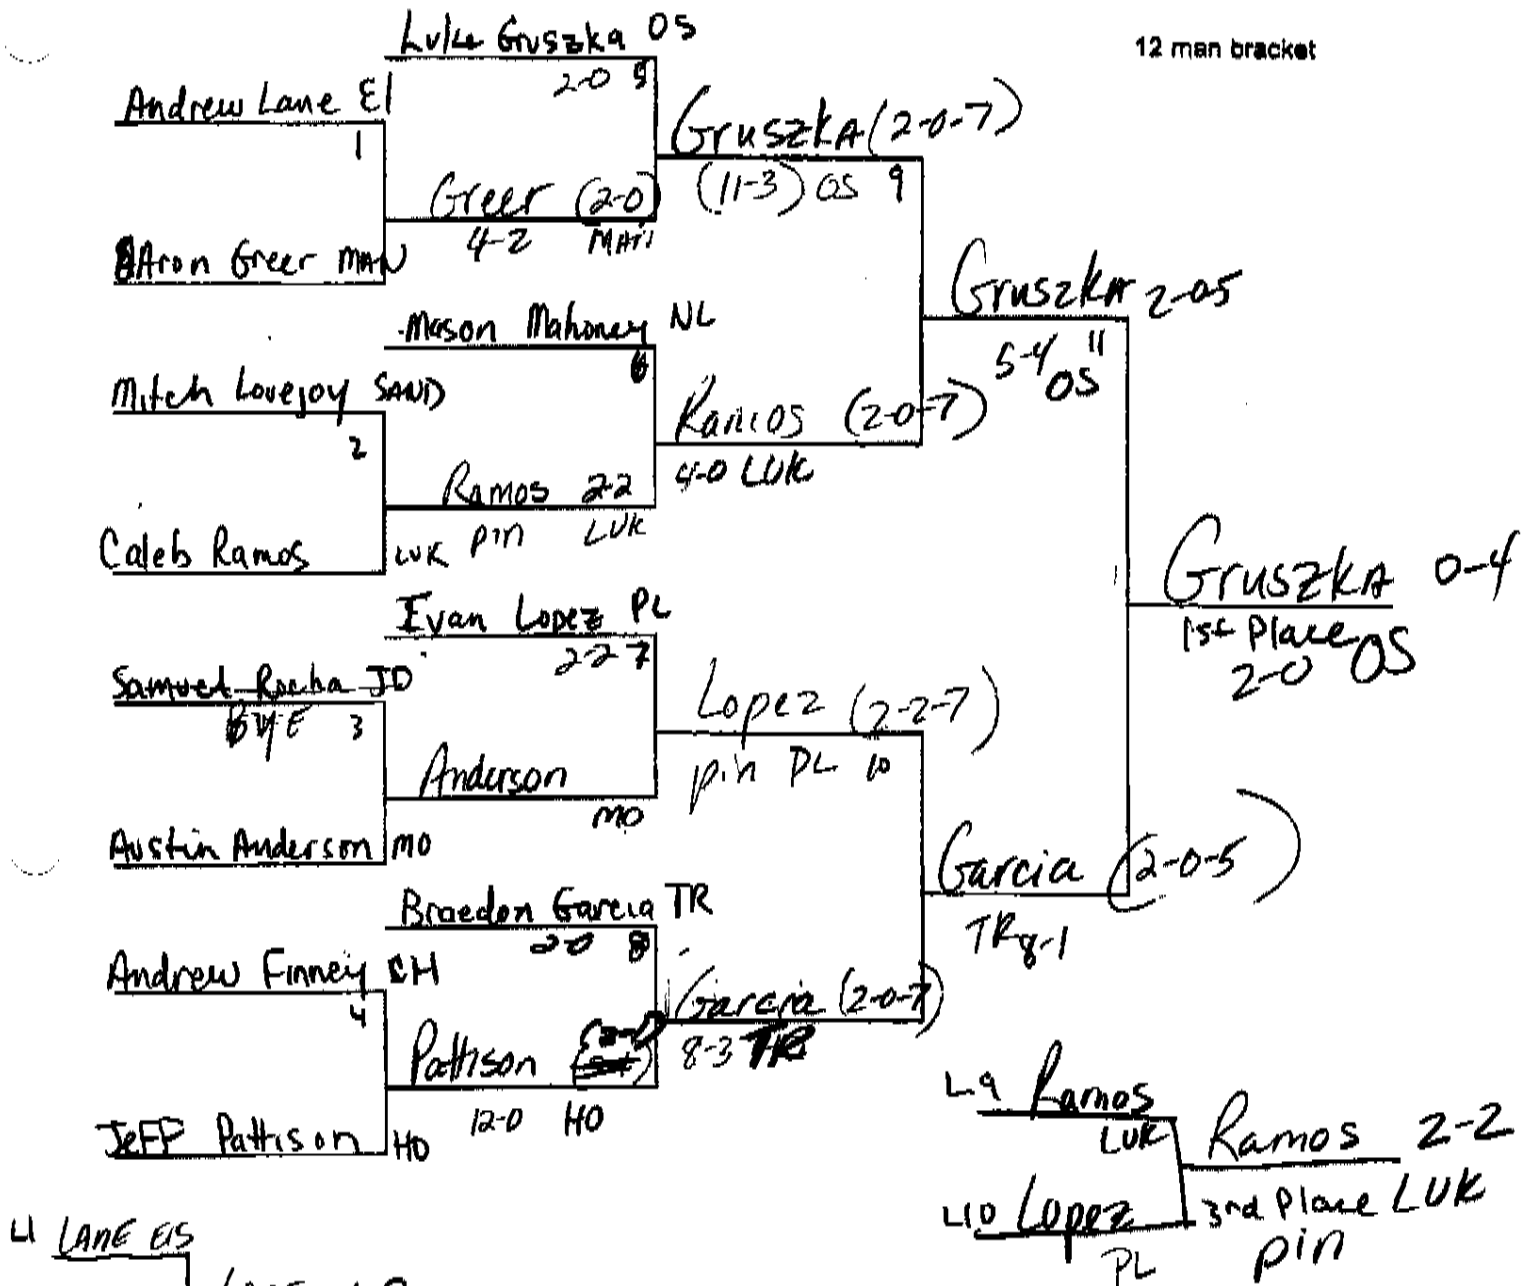 12 man bracket
Luke Gruszka OS
2-0 5
Andrew Lane EI
1
Gruszka (2-0-7)
(11-3) OS 9
Greer (2-0)
4-2
Aron Greer MAN
Gruszka 2-05
5-4 11
OS
Mason Mahoney NL
6
Mitch Lovejoy SAND
2
Ramos (2-0-7)
4-0 LUK
Ramos 2-2
pin LUK
Caleb Ramos LUK
Gruszka 0-4
1st Place
2-0 OS
Evan Lopez PL
2-2 7
Samuel Rocha JD
BYE 3
Lopez (2-2-7)
pin PL 10
Anderson
MO
Austin Anderson MO
Garcia (2-0-5)
TR 8-1
Braedon Garcia TR
2-0 8
Andrew Finney CH
4
Garcia (2-0-7)
8-3 TR
Pattison
12-0 HO
Jeff Pattison HO
L9 Ramos
LUK
Ramos 2-2
3rd Place LUK
pin
L10 Lopez
PL
L1 LANE EIS